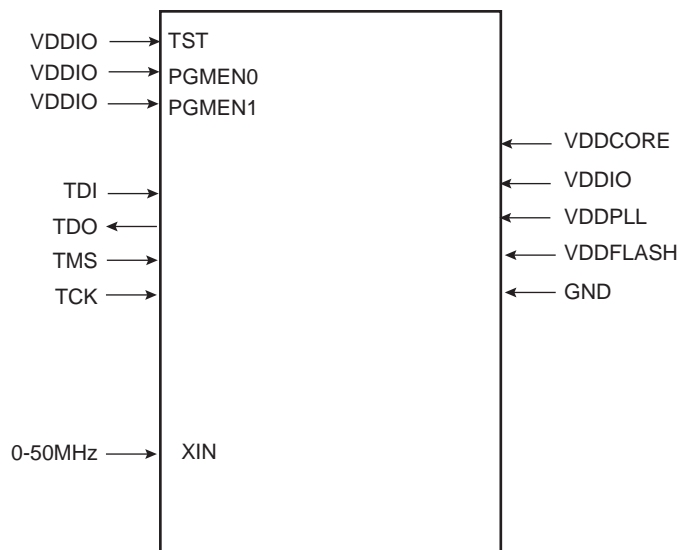 VDDIO TST
VDDIO PGMEN0
VDDIO PGMEN1
VDDCORE
VDDIO
TDI
TDO VDDPLL
TMS VDDFLASH
TCK GND
0-50MHz XIN